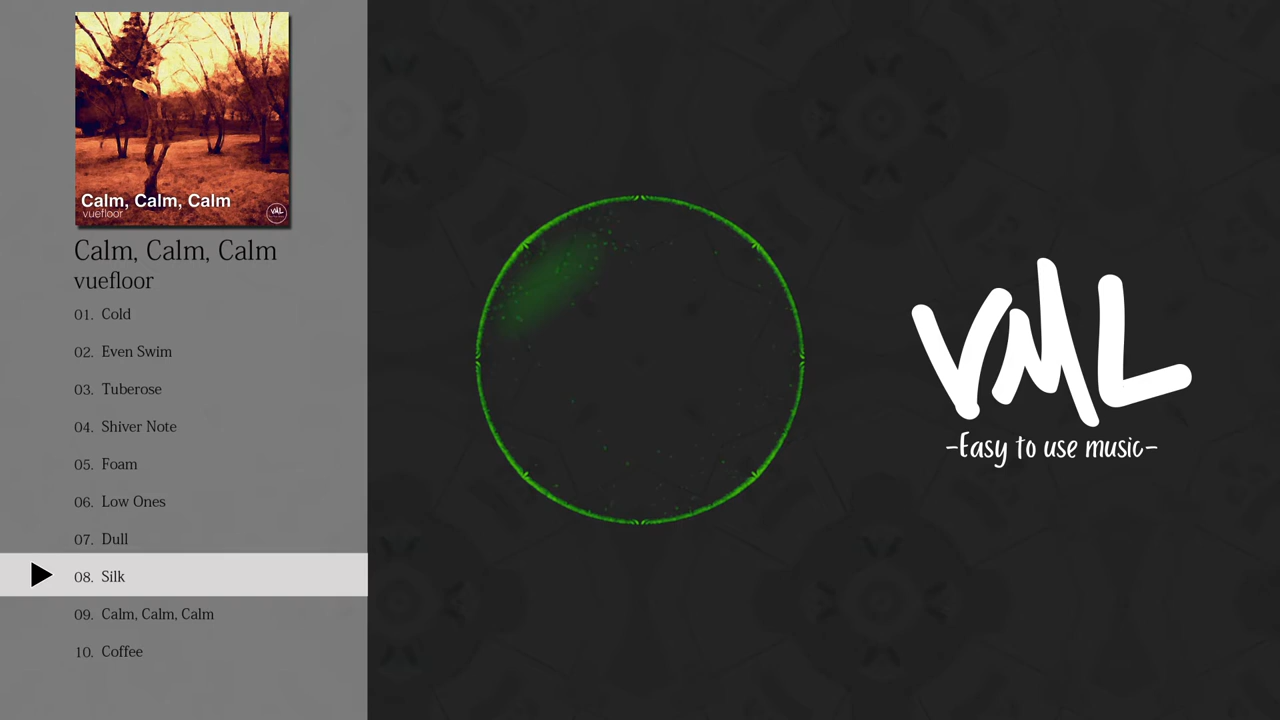 Calm, Calm, Calm
vuefloor
VML
Calm, Calm, Calm
vuefloor
01. Cold
02. Even Swim
03. Tuberose
04. Shiver Note
05. Foam
06. Low Ones
07. Dull
08. Silk
09. Calm, Calm, Calm
10. Coffee
VML
-Easy to use music-